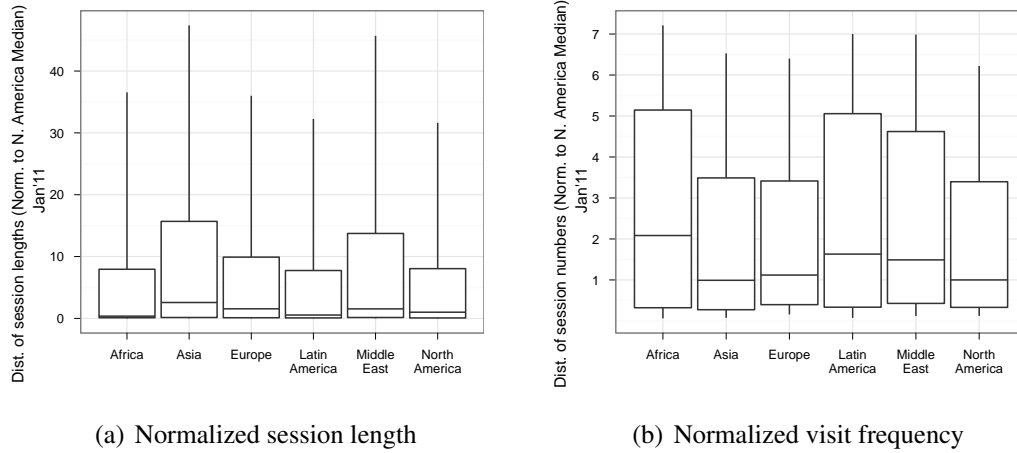 Dist. of session lengths (Norm. to N. America Median)
Jan'11
40
30
20
10
0
Africa
Asia
Europe
Latin
America
Middle
East
North
America
(a) Normalized session length
Dist. of session numbers (Norm. to N. America Median)
Jan'11
7
6
5
4
3
2
1
Africa
Asia
Europe
Latin
America
Middle
East
North
America
(b) Normalized visit frequency